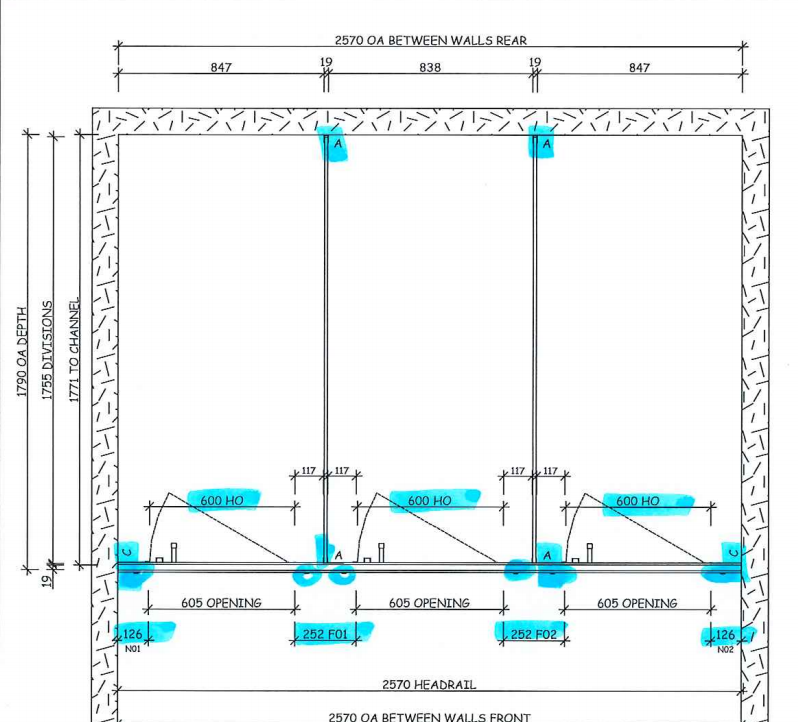 2570 OA BETWEEN WALLS REAR
847 19 838 19 847
A A
1790 OA DEPTH
1755 DIVISIONS
1771 TO CHANNEL
117 117 117 117
600 HO 600 HO 600 HO
C A A C
19
605 OPENING 605 OPENING 605 OPENING
126 252 F01 252 F02 126
N01 N02
2570 HEADRAIL
2570 OA BETWEEN WALLS FRONT